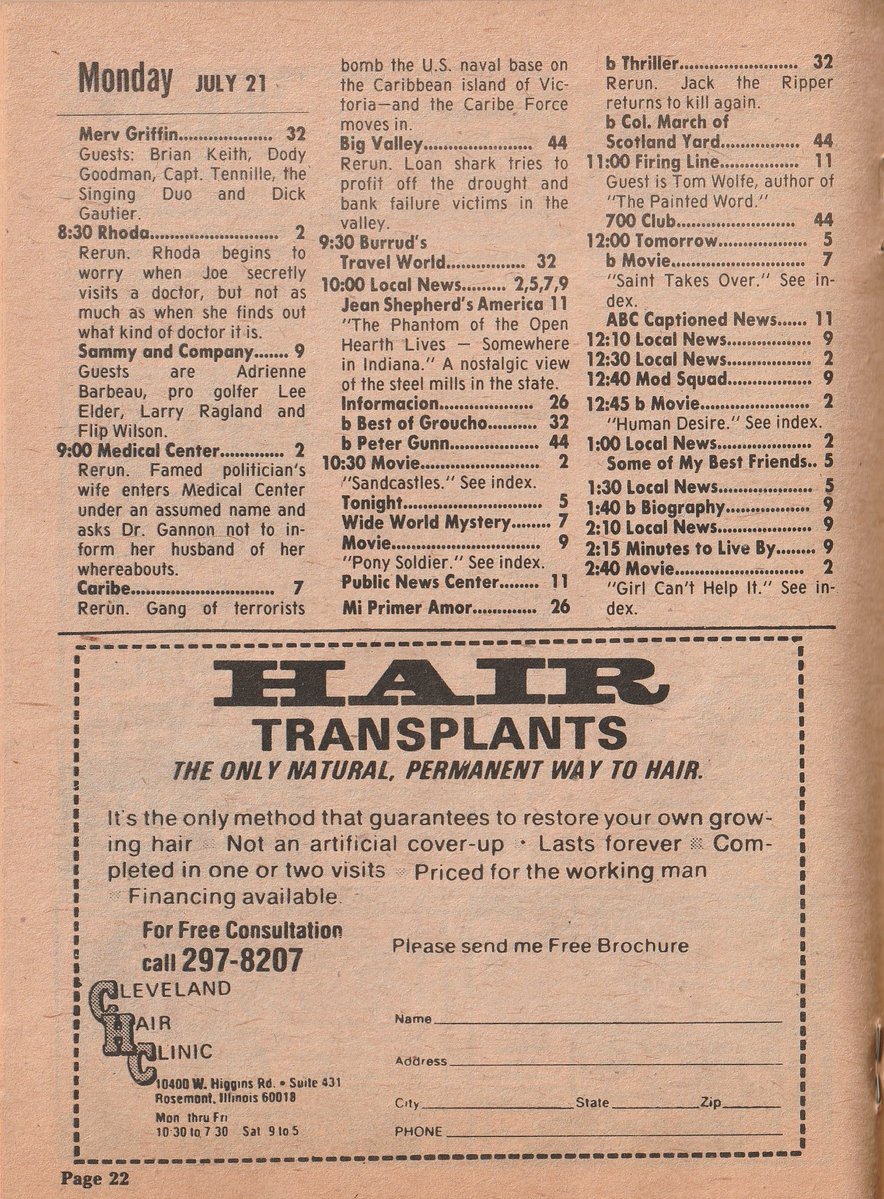 Monday JULY 21
Merv Griffin................... 32
Guests: Brian Keith, Dody
Goodman, Capt. Tennille, the
Singing Duo and Dick
Gautier.
8:30 Rhoda.......................... 2
Rerun. Rhoda begins to
worry when Joe secretly
visits a doctor, but not as
much as when she finds out
what kind of doctor it is.
Sammy and Company....... 9
Guests are Adrienne
Barbeau, pro golfer Lee
Elder, Larry Ragland and
Flip Wilson.
9:00 Medical Center............ 2
Rerun. Famed politician's
wife enters Medical Center
under an assumed name and
asks Dr. Gannon not to in-
form her husband of her
whereabouts.
Caribe............................. 7
Rerun. Gang of terrorists
bomb the U.S. naval base on
the Caribbean island of Vic-
toria—and the Caribe Force
moves in.
Big Valley...................... 44
Rerun. Loan shark tries to
profit off the drought and
bank failure victims in the
valley.
9:30 Burrud's
Travel World................ 32
10:00 Local News......... 2,5,7,9
Jean Shepherd's America 11
"The Phantom of the Open
Hearth Lives — Somewhere
in Indiana." A nostalgic view
of the steel mills in the state.
Informacion................... 26
b Best of Groucho.......... 32
b Peter Gunn.................. 44
10:30 Movie........................ 2
"Sandcastles." See index.
Tonight............................ 5
Wide World Mystery........ 7
Movie.............................. 9
"Pony Soldier." See index.
Public News Center........ 11
Mi Primer Amor............. 26
b Thriller........................ 32
Rerun. Jack the Ripper
returns to kill again.
b Col. March of
Scotland Yard................ 44
11:00 Firing Line................ 11
Guest is Tom Wolfe, author of
"The Painted Word."
700 Club........................ 44
12:00 Tomorrow.................. 5
b Movie........................... 7
"Saint Takes Over." See in-
dex.
ABC Captioned News...... 11
12:10 Local News................. 9
12:30 Local News................. 2
12:40 Mod Squad................. 9
12:45 b Movie...................... 2
"Human Desire." See index.
1:00 Local News................... 2
Some of My Best Friends.. 5
1:30 Local News................... 5
1:40 b Biography.................. 9
2:10 Local News................... 9
2:15 Minutes to Live By........ 9
2:40 Movie.......................... 2
"Girl Can't Help It." See in-
dex.
HAIR
TRANSPLANTS
THE ONLY NATURAL, PERMANENT WAY TO HAIR.
It's the only method that guarantees to restore your own grow-
ing hair • Not an artificial cover-up • Lasts forever • Com-
pleted in one or two visits • Priced for the working man
• Financing available.
For Free Consultation
call 297-8207
CLEVELAND
HAIR
CLINIC
10400 W. Higgins Rd. • Suite 431
Rosemont, Illinois 60018
Mon thru Fri
10:30 to 7 30 Sat 9 to 5
Please send me Free Brochure
Name
Address
City State Zip
PHONE
Page 22